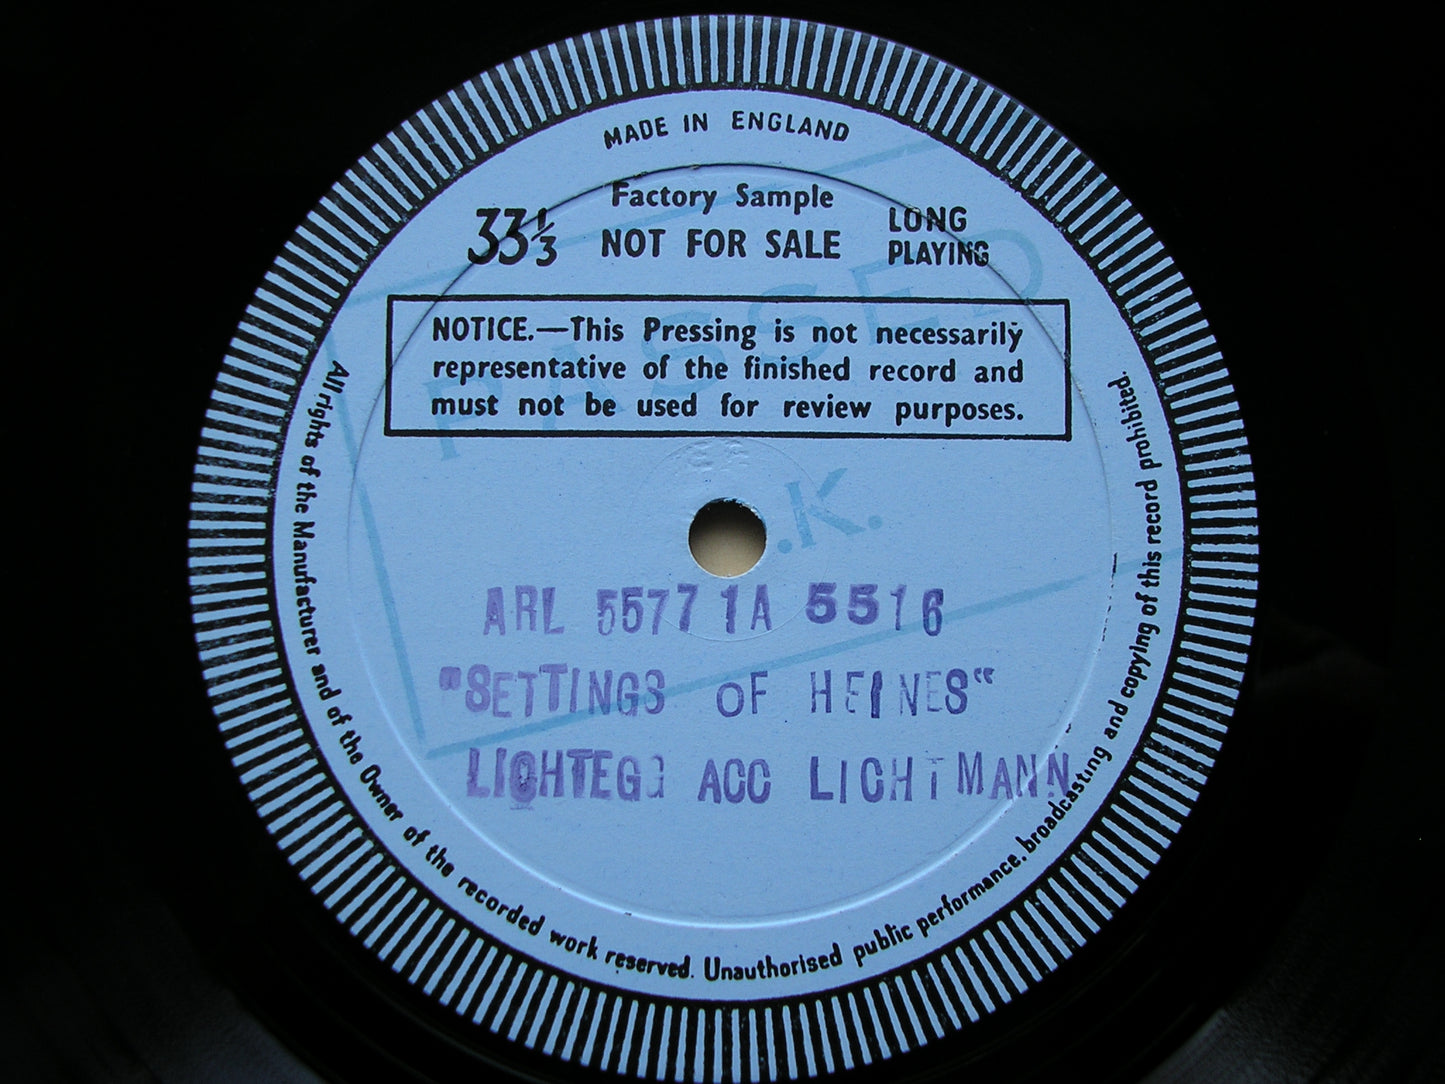 MADE IN ENGLAND
Factory Sample
33⅓ NOT FOR SALE LONG PLAYING
NOTICE.—This Pressing is not necessarily
representative of the finished record and
must not be used for review purposes.
PASSED
.K.
ARL 5577 1A 5516
"SETTINGS OF HEINES"
LICHTEGG ACC LICHTMANN
All rights of the Manufacturer and of the Owner of the recorded work reserved. Unauthorised public performance, broadcasting and copying of this record prohibited.